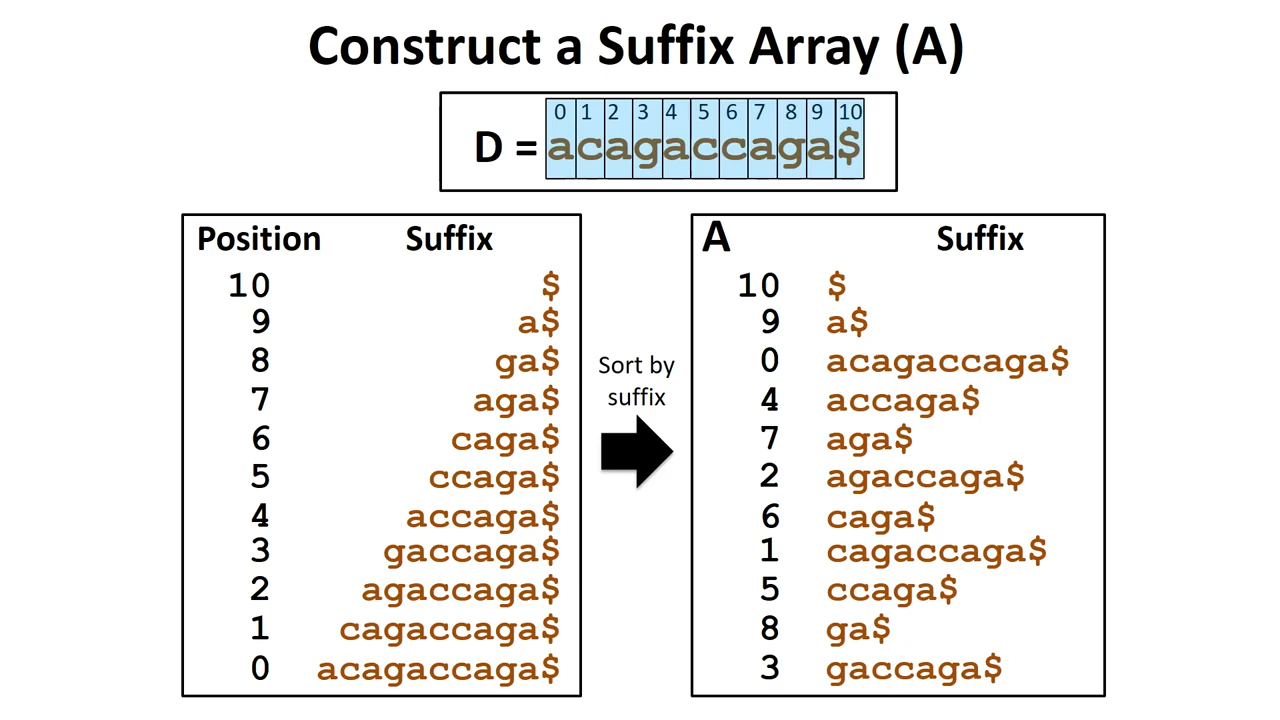 Construct a Suffix Array (A)
0 1 2 3 4 5 6 7 8 9 10
D = acagaccaga$
Position Suffix
10 $
9 a$
8 ga$
7 aga$
6 caga$
5 ccaga$
4 accaga$
3 gaccaga$
2 agaccaga$
1 cagaccaga$
0 acagaccaga$
Sort by
suffix
A Suffix
10 $
9 a$
0 acagaccaga$
4 accaga$
7 aga$
2 agaccaga$
6 caga$
1 cagaccaga$
5 ccaga$
8 ga$
3 gaccaga$